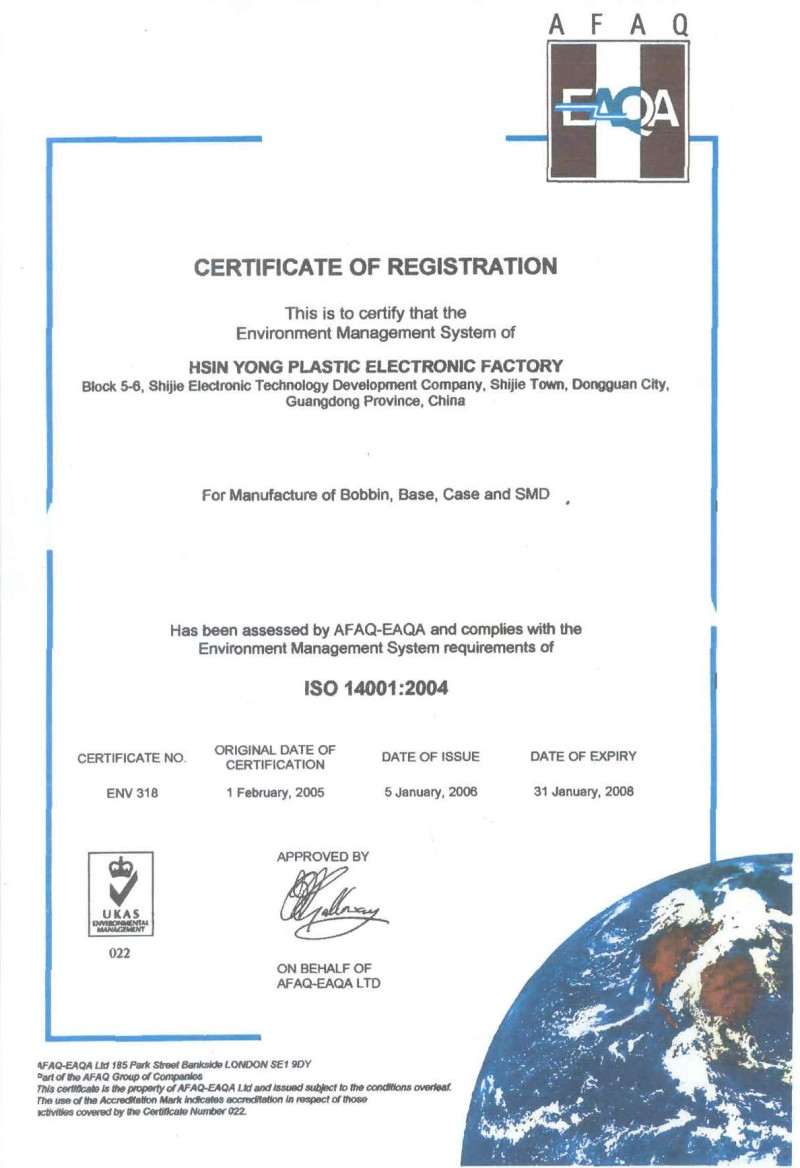 A F A Q
EAQA
CERTIFICATE OF REGISTRATION
This is to certify that the
Environment Management System of
HSIN YONG PLASTIC ELECTRONIC FACTORY
Block 5-6, Shijie Electronic Technology Development Company, Shijie Town, Dongguan City,
Guangdong Province, China
For Manufacture of Bobbin, Base, Case and SMD
Has been assessed by AFAQ-EAQA and complies with the
Environment Management System requirements of
ISO 14001:2004
CERTIFICATE NO.
ORIGINAL DATE OF
CERTIFICATION
DATE OF ISSUE
DATE OF EXPIRY
ENV 318
1 February, 2005
5 January, 2006
31 January, 2008
UKAS
ENVIRONMENTAL
MANAGEMENT
022
APPROVED BY
ON BEHALF OF
AFAQ-EAQA LTD
AFAQ-EAQA Ltd 185 Park Street Bankside LONDON SE1 9DY
Part of the AFAQ Group of Companies
This certificate is the property of AFAQ-EAQA Ltd and issued subject to the conditions overleaf.
The use of the Accreditation Mark indicates accreditation in respect of those
activities covered by the Certificate Number 022.